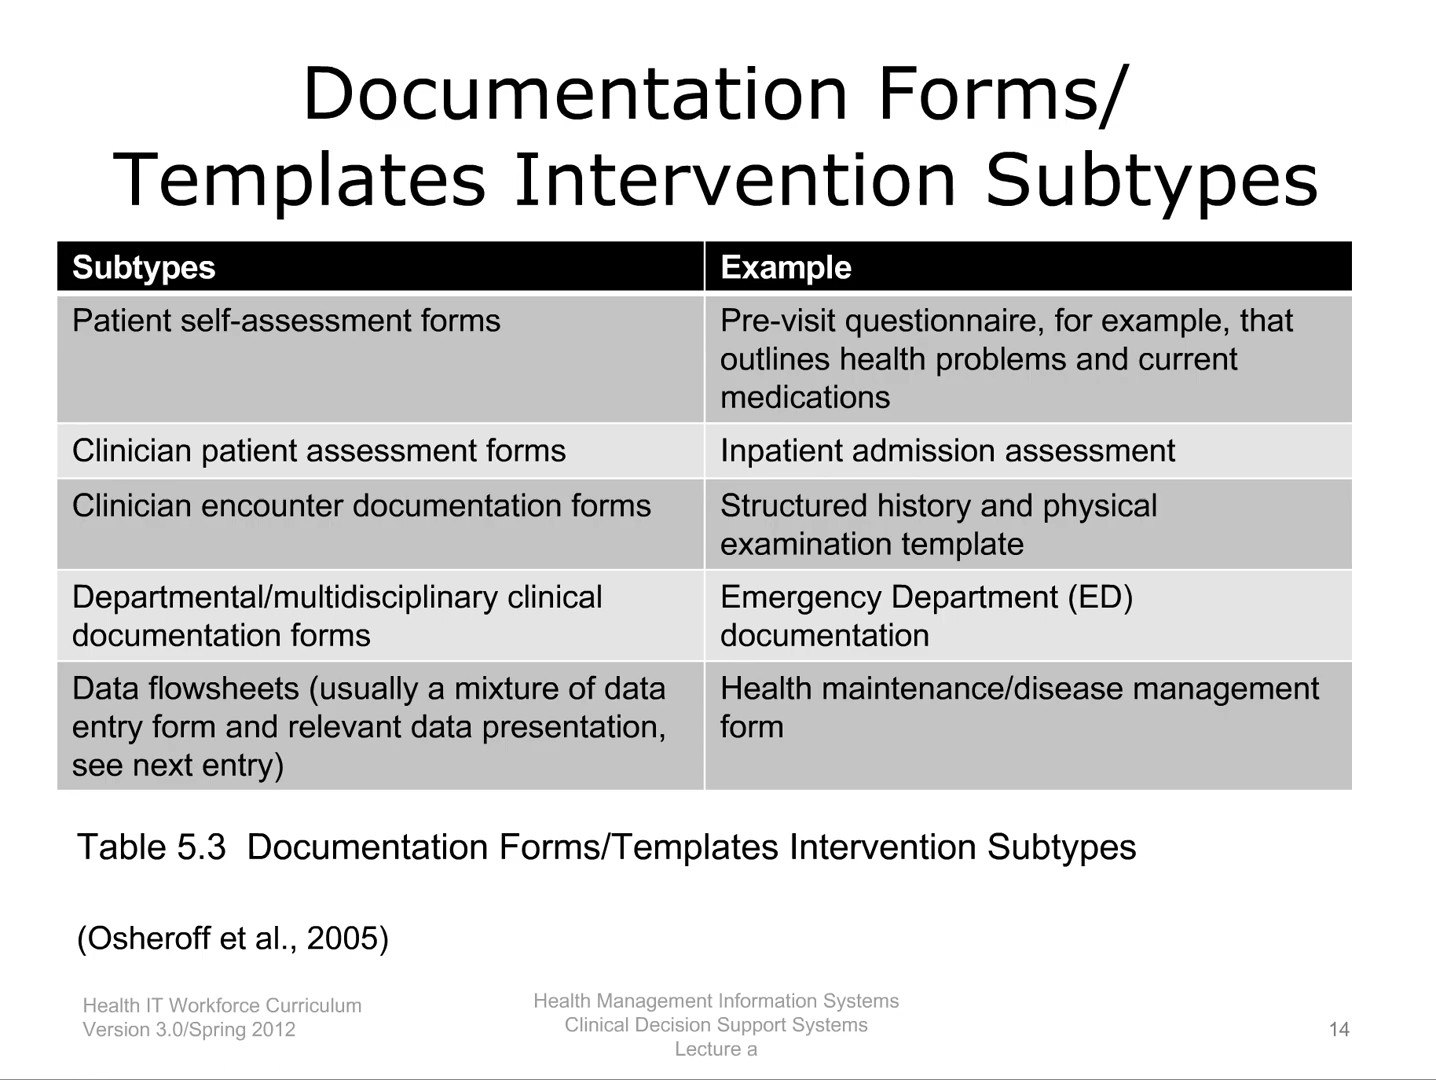 Documentation Forms/
Templates Intervention Subtypes
Subtypes
Example
Patient self-assessment forms
Pre-visit questionnaire, for example, that
outlines health problems and current
medications
Clinician patient assessment forms
Inpatient admission assessment
Clinician encounter documentation forms
Structured history and physical
examination template
Departmental/multidisciplinary clinical
documentation forms
Emergency Department (ED)
documentation
Data flowsheets (usually a mixture of data
entry form and relevant data presentation,
see next entry)
Health maintenance/disease management
form
Table 5.3  Documentation Forms/Templates Intervention Subtypes
(Osheroff et al., 2005)
Health IT Workforce Curriculum
Version 3.0/Spring 2012
Health Management Information Systems
Clinical Decision Support Systems
Lecture a
14